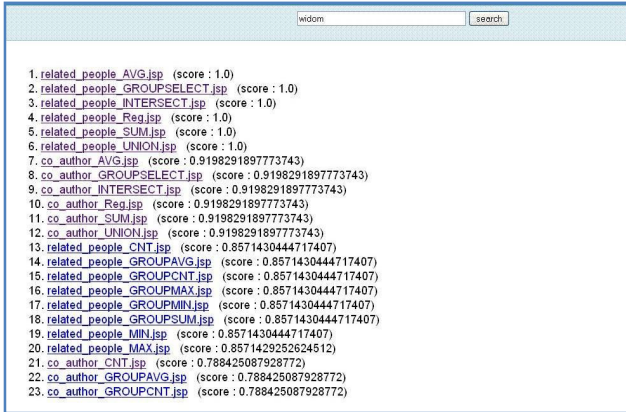 widom search
1. related_people_AVG.jsp (score : 1.0)
2. related_people_GROUPSELECT.jsp (score : 1.0)
3. related_people_INTERSECT.jsp (score : 1.0)
4. related_people_Reg.jsp (score : 1.0)
5. related_people_SUM.jsp (score : 1.0)
6. related_people_UNION.jsp (score : 1.0)
7. co_author_AVG.jsp (score : 0.9198291897773743)
8. co_author_GROUPSELECT.jsp (score : 0.9198291897773743)
9. co_author_INTERSECT.jsp (score : 0.9198291897773743)
10. co_author_Reg.jsp (score : 0.9198291897773743)
11. co_author_SUM.jsp (score : 0.9198291897773743)
12. co_author_UNION.jsp (score : 0.9198291897773743)
13. related_people_CNT.jsp (score : 0.8571430444717407)
14. related_people_GROUPAVG.jsp (score : 0.8571430444717407)
15. related_people_GROUPCNT.jsp (score : 0.8571430444717407)
16. related_people_GROUPMAX.jsp (score : 0.8571430444717407)
17. related_people_GROUPMIN.jsp (score : 0.8571430444717407)
18. related_people_GROUPSUM.jsp (score : 0.8571430444717407)
19. related_people_MIN.jsp (score : 0.8571430444717407)
20. related_people_MAX.jsp (score : 0.8571429252624512)
21. co_author_CNT.jsp (score : 0.788425087928772)
22. co_author_GROUPAVG.jsp (score : 0.788425087928772)
23. co_author_GROUPCNT.jsp (score : 0.788425087928772)